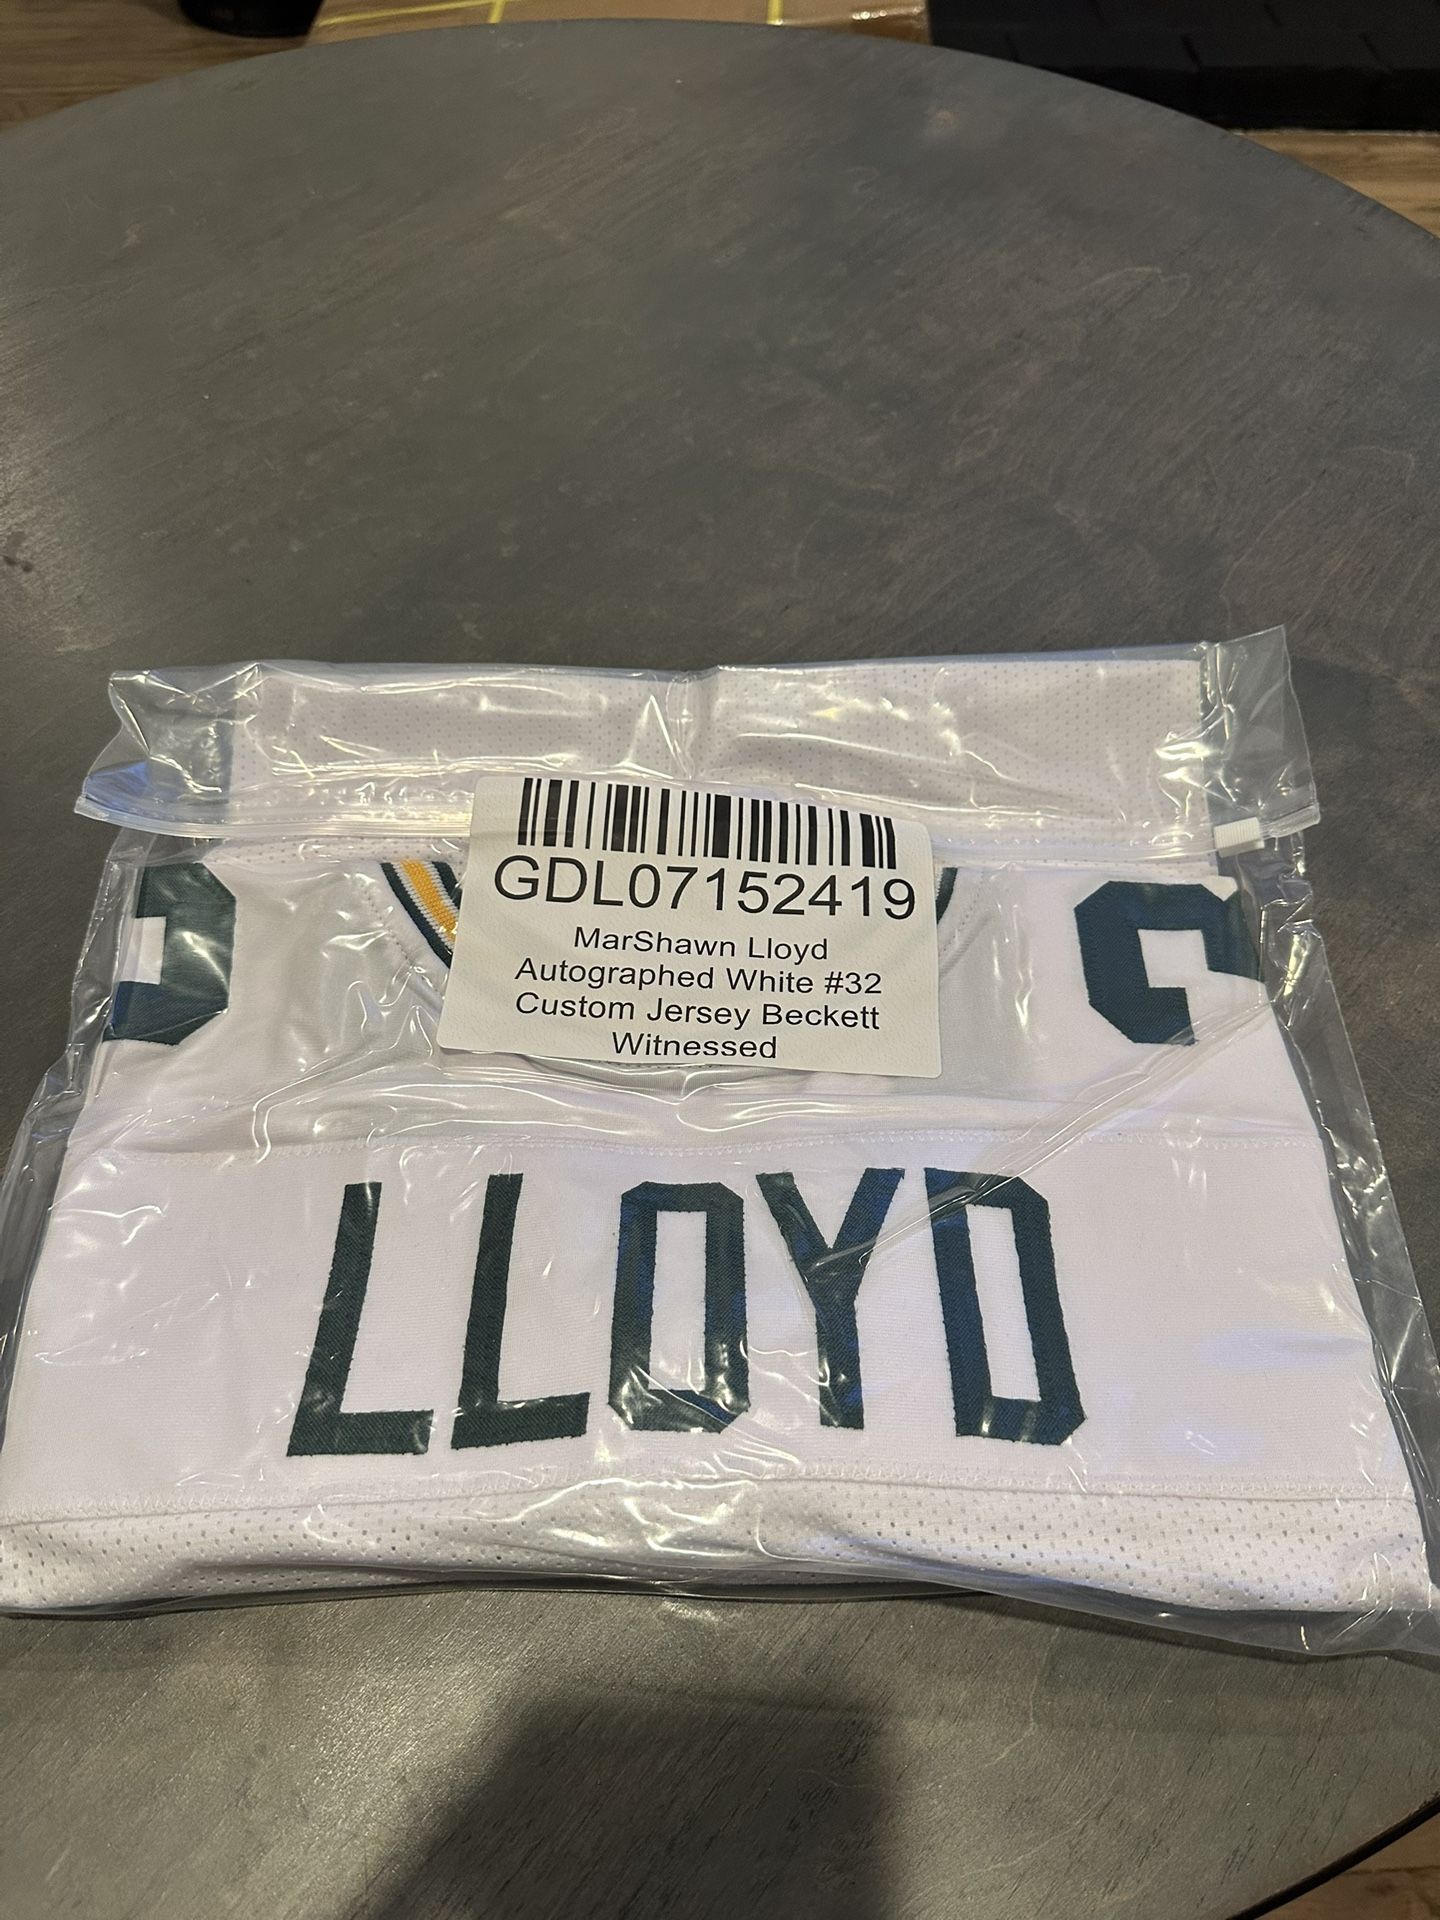 GDL07152419
MarShawn Lloyd
Autographed White #32
Custom Jersey Beckett
Witnessed
LLOYD